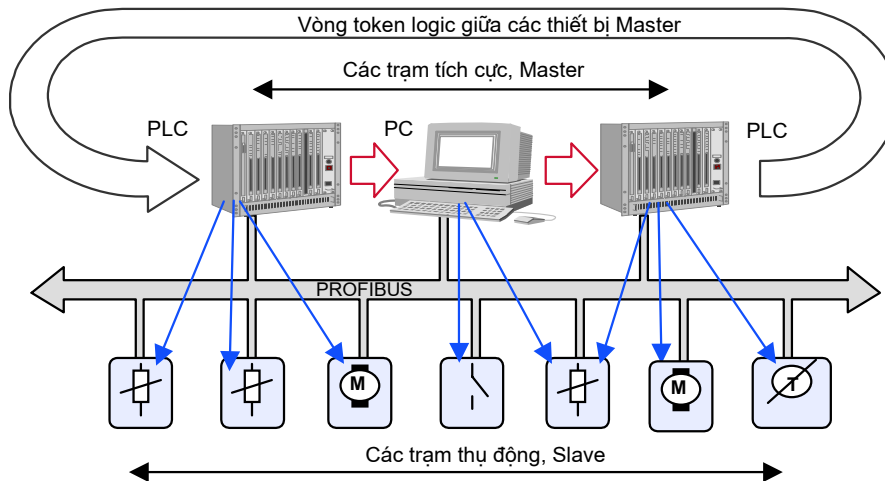 Vòng token logic giữa các thiết bị Master
Các trạm tích cực, Master
PLC
PC
PLC
PROFIBUS
M
M
T
Các trạm thụ động, Slave